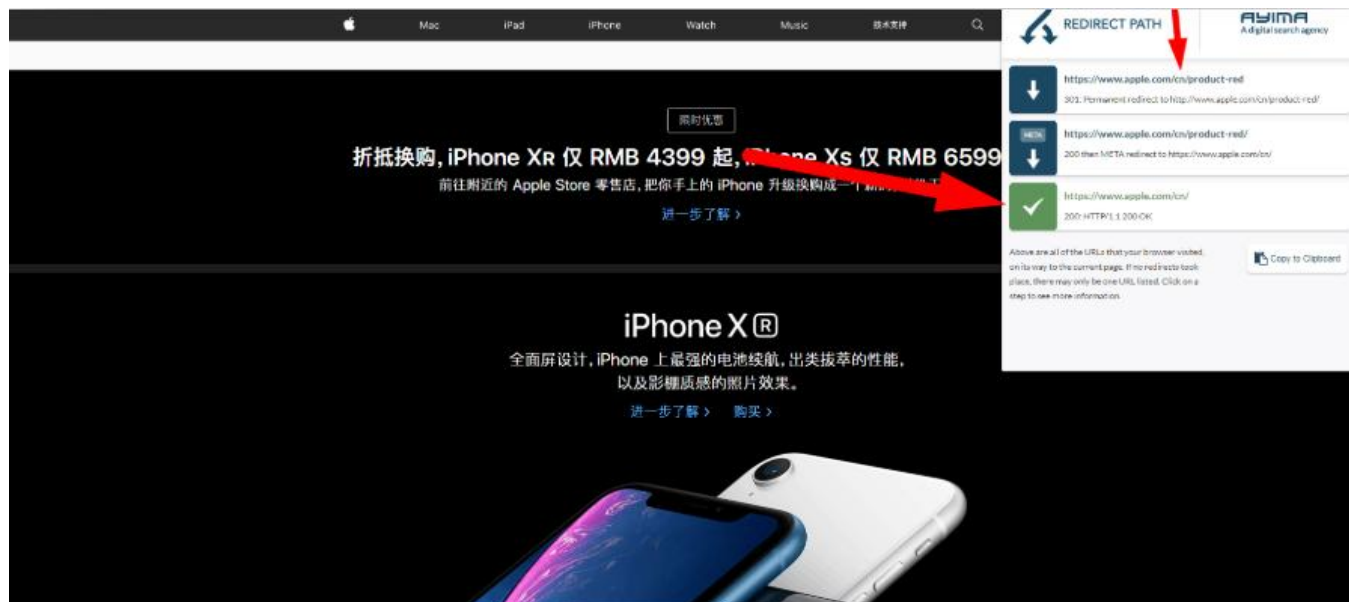 Mac
iPad
iPhone
Watch
Music
技术支持
限时优惠
折抵换购, iPhone XR 仅 RMB 4399 起, iPhone Xs 仅 RMB 6599
前往附近的 Apple Store 零售店, 把你手上的 iPhone 升级换购成一个新
进一步了解 >
iPhone XR
全面屏设计, iPhone 上最强的电池续航, 出类拔萃的性能,
以及影棚质感的照片效果。
进一步了解 > 购买 >
REDIRECT PATH
AYIMA
A digital search agency
https://www.apple.com/cn/product-red
301: Permanent redirect to http://www.apple.com/cn/product-red/
META
https://www.apple.com/cn/product-red/
200 then META redirect to https://www.apple.com/cn/
https://www.apple.com/cn/
200: HTTP/1.1 200 OK
Above are all of the URLs that your browser visited,
on its way to the current page. If no redirects took
place, there may only be one URL listed. Click on a
step to see more information.
Copy to Clipboard